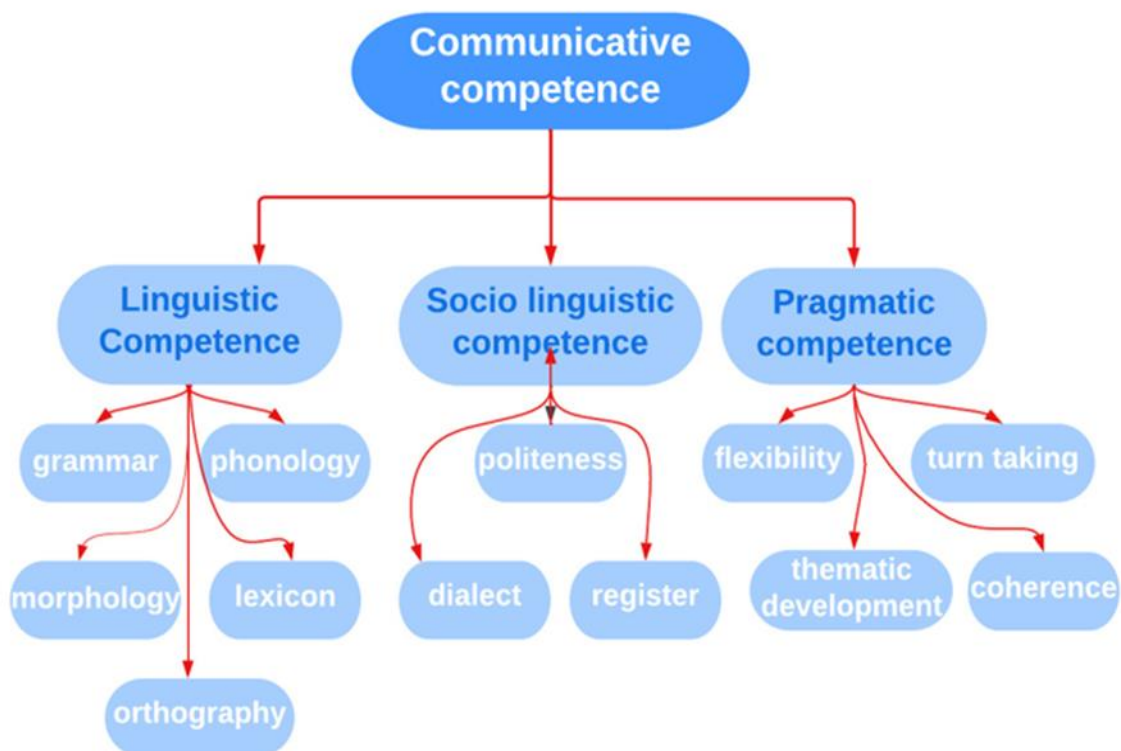 Communicative
competence
Linguistic
Competence
Socio linguistic
competence
Pragmatic
competence
grammar
phonology
politeness
flexibility
turn taking
morphology
lexicon
dialect
register
thematic
development
coherence
orthography